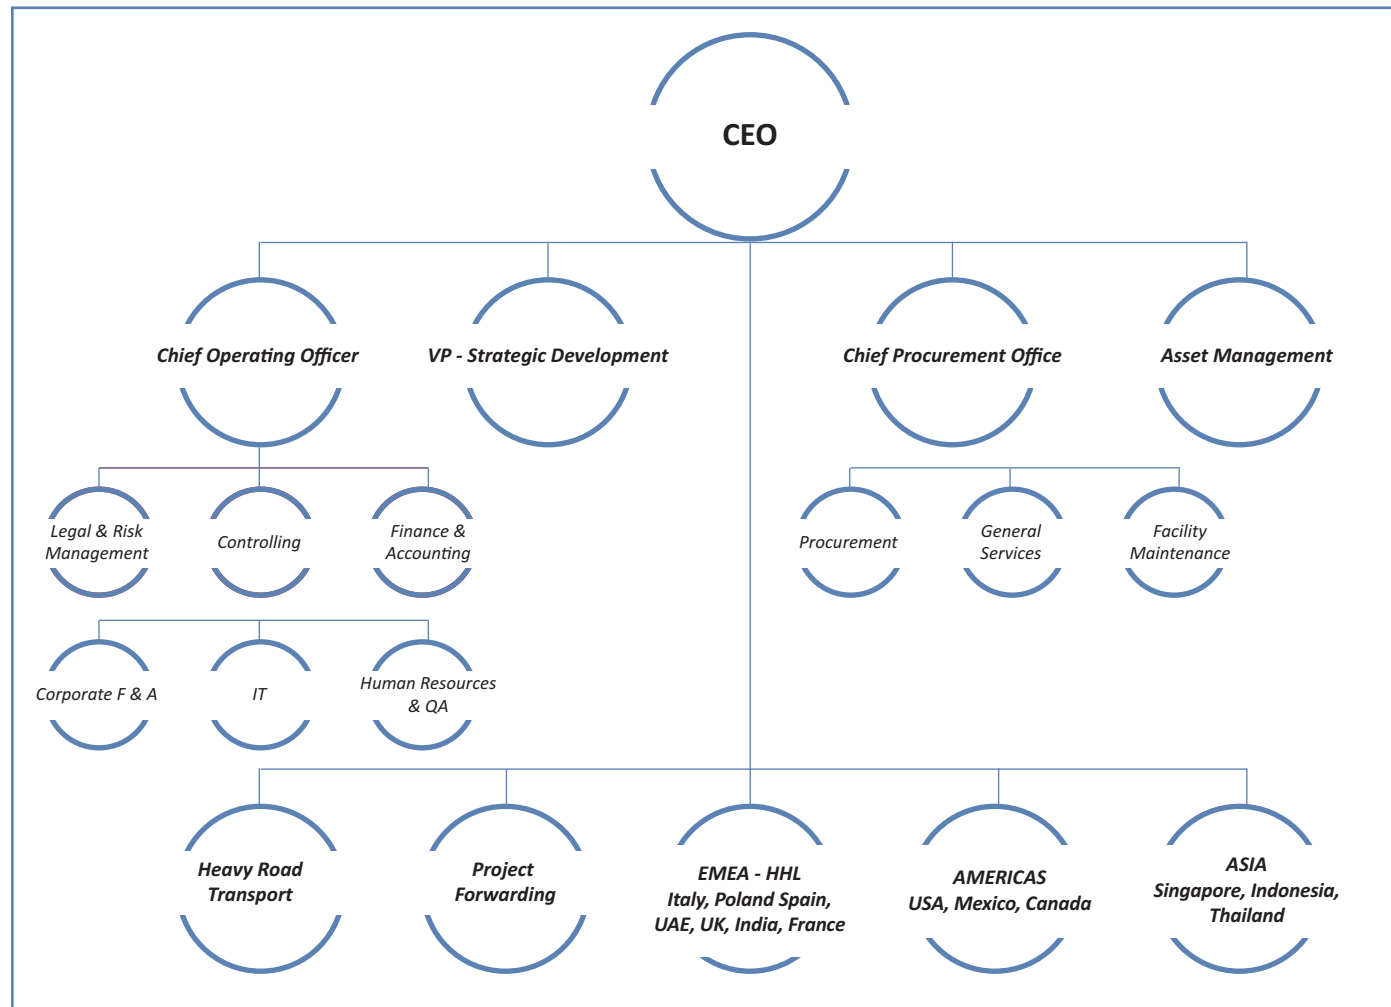 CEO
Chief Operating Officer
VP - Strategic Development
Chief Procurement Office
Asset Management
Legal & Risk
Management
Controlling
Finance &
Accounting
Procurement
General
Services
Facility
Maintenance
Corporate F & A
IT
Human Resources
& QA
Heavy Road
Transport
Project
Forwarding
EMEA - HHL
Italy, Poland Spain,
UAE, UK, India, France
AMERICAS
USA, Mexico, Canada
ASIA
Singapore, Indonesia,
Thailand